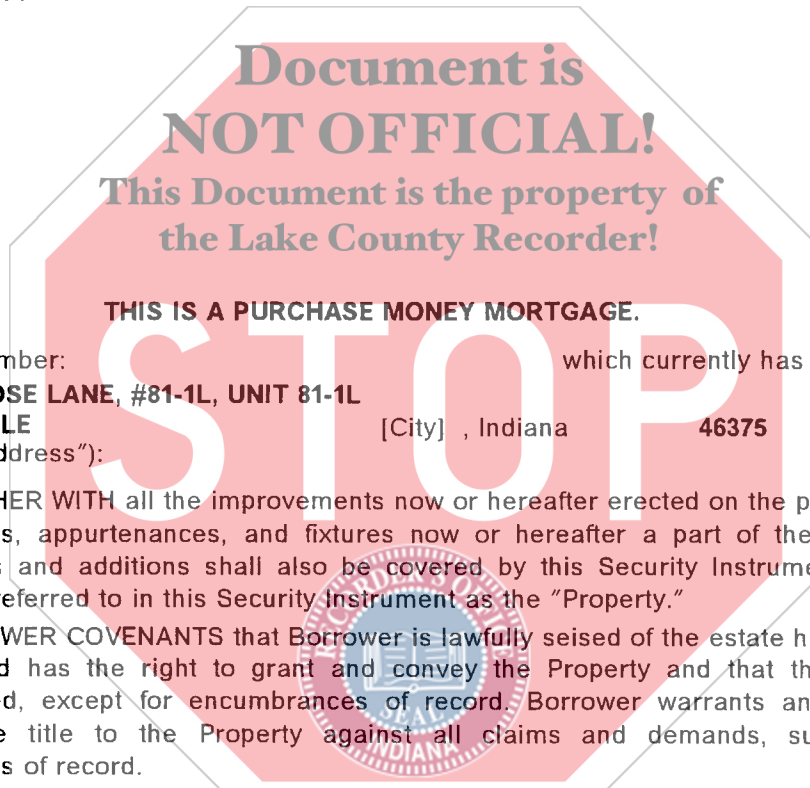 Document is
NOT OFFICIAL!
This Document is the property of
the Lake County Recorder!
THIS IS A PURCHASE MONEY MORTGAGE.
mber: which currently has
OSE LANE, #81-1L, UNIT 81-1L
LE [City] , Indiana 46375
ddress"):
STOP
HER WITH all the improvements now or hereafter erected on the p
s, appurtenances, and fixtures now or hereafter a part of the
s and additions shall also be covered by this Security Instrume
referred to in this Security Instrument as the "Property."
WER COVENANTS that Borrower is lawfully seised of the estate h
d has the right to grant and convey the Property and that th
d, except for encumbrances of record. Borrower warrants an
e title to the Property against all claims and demands, su
s of record.
RECORDER'S OFFICE
SEAL
INDIANA